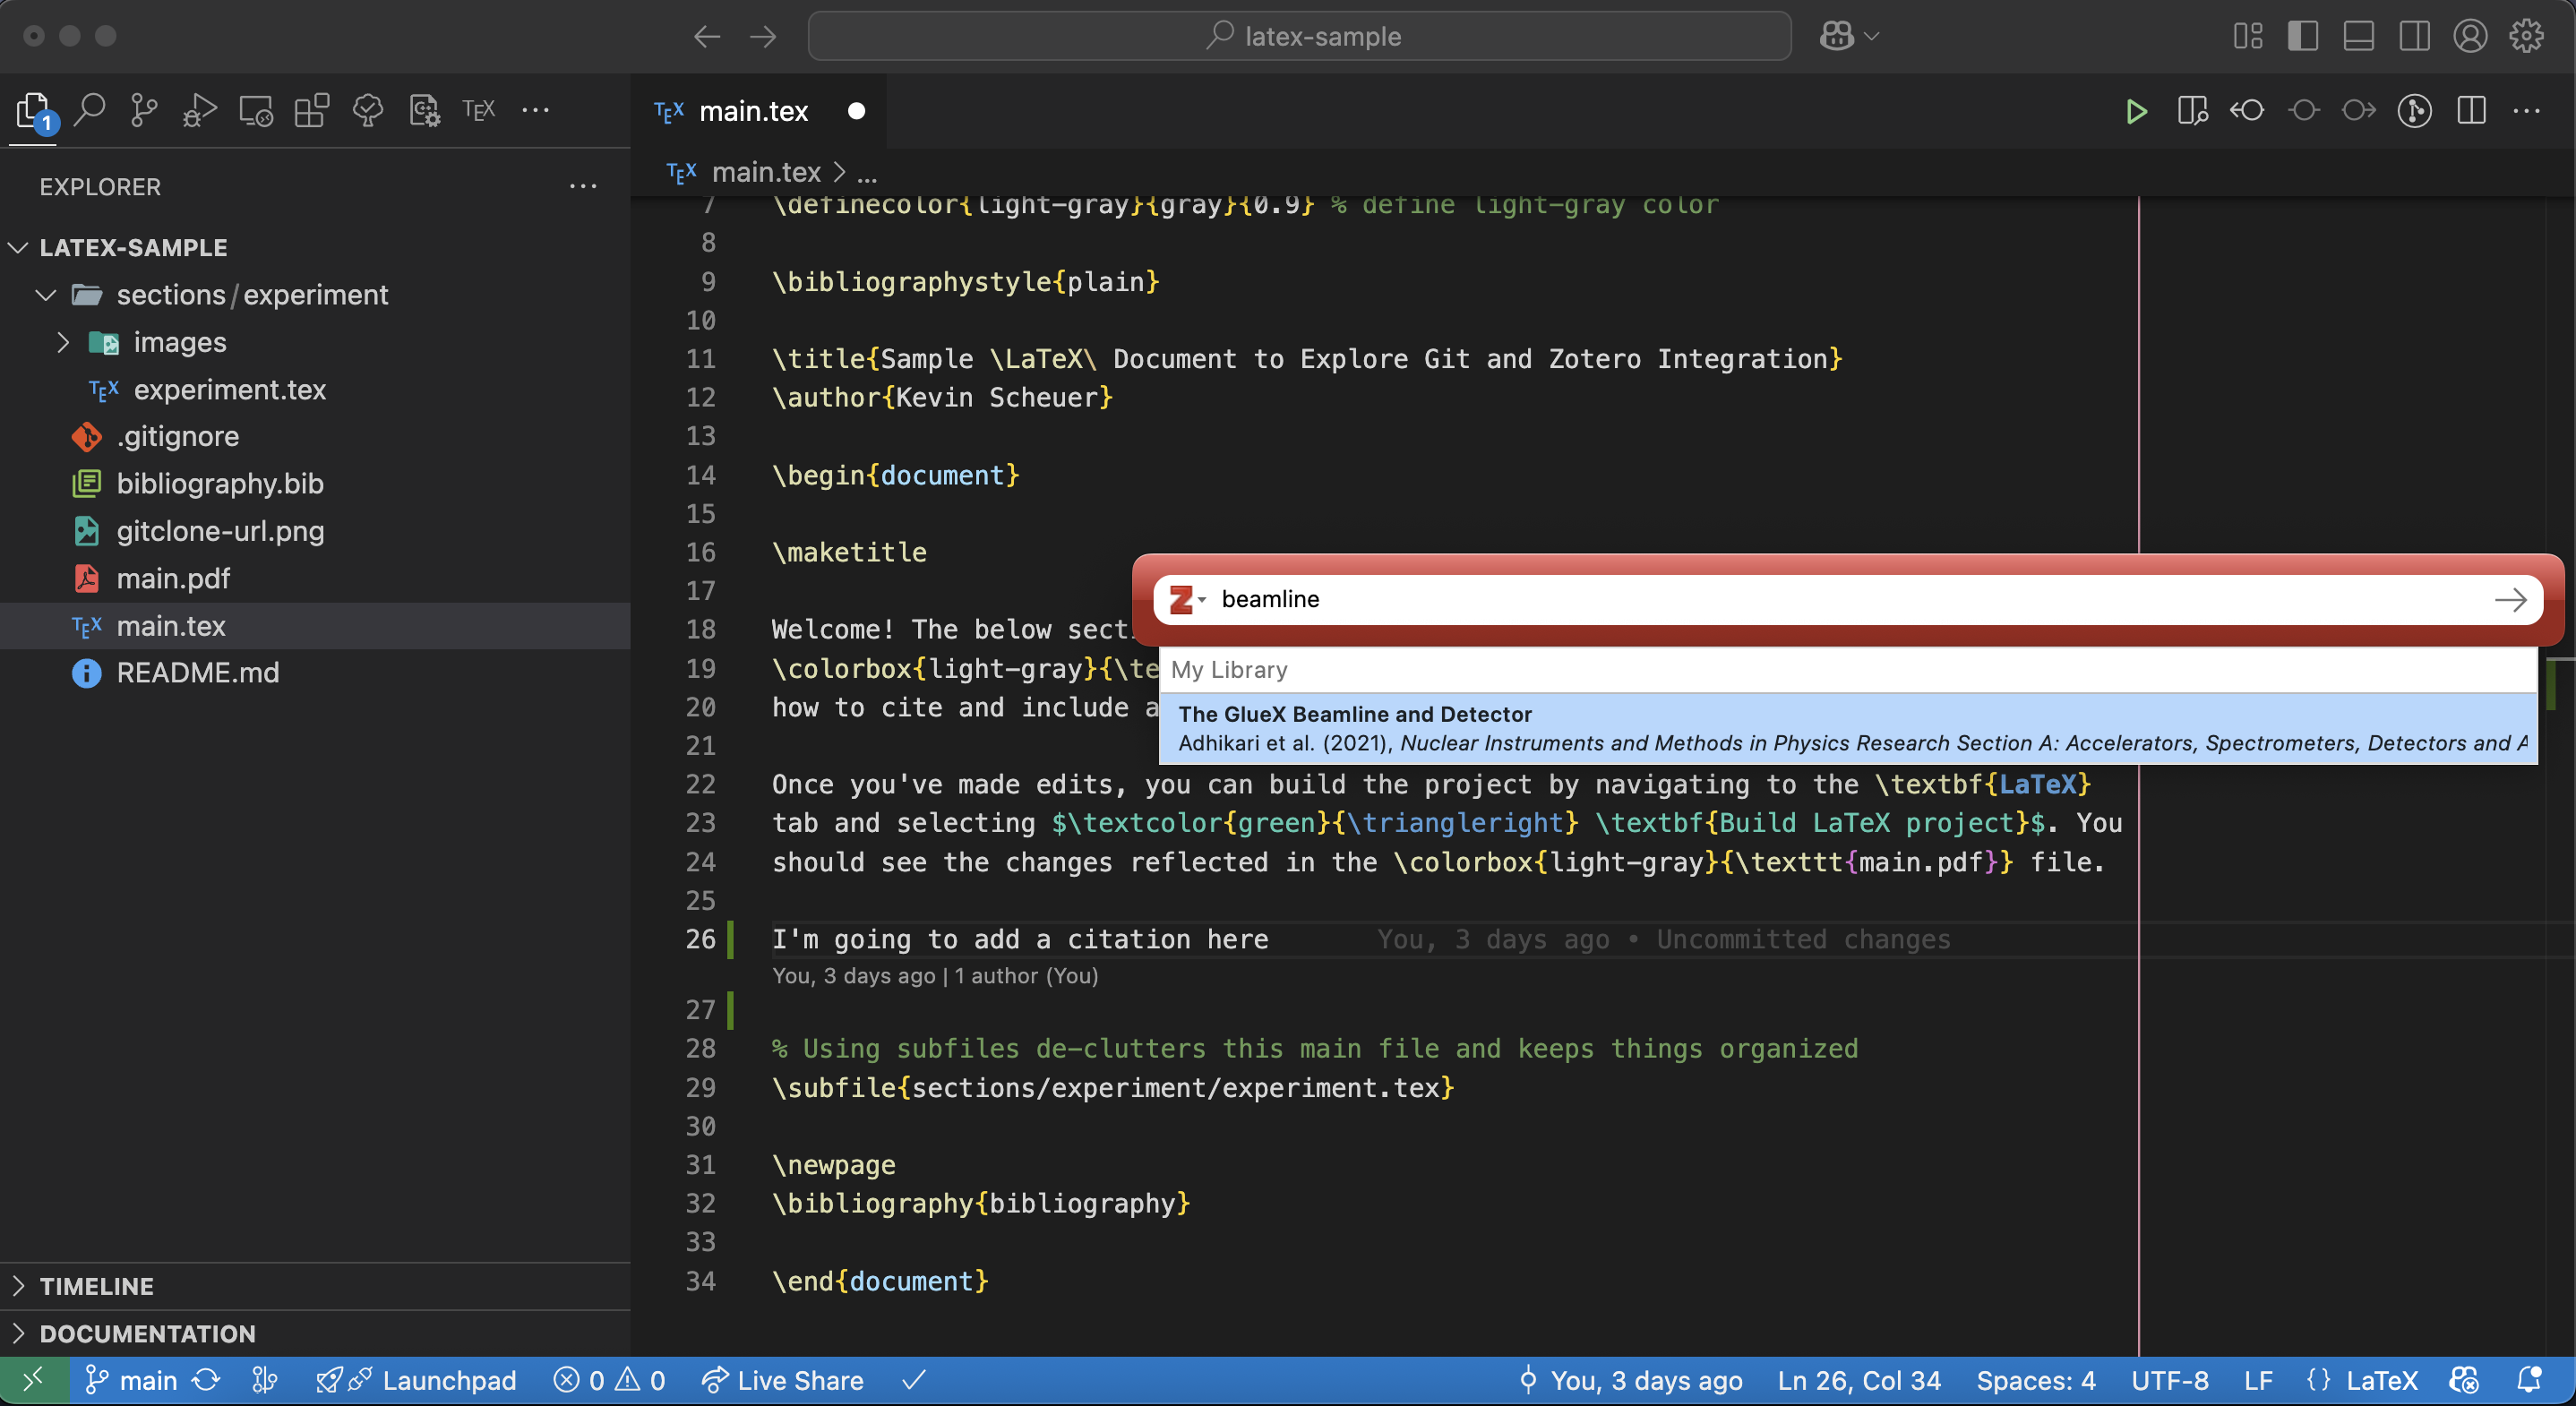 latex-sample
1
TEX
main.tex
EXPLORER
main.tex > ...
LATEX-SAMPLE
sections/experiment
images
experiment.tex
.gitignore
bibliography.bib
gitclone-url.png
main.pdf
main.tex
README.md
TIMELINE
DOCUMENTATION
7 \definecolor{light-gray}{gray}{0.9} % define light-gray color
8
9 \bibliographystyle{plain}
10
11 \title{Sample \LaTeX\ Document to Explore Git and Zotero Integration}
12 \author{Kevin Scheuer}
13
14 \begin{document}
15
16 \maketitle
17
18 Welcome! The below secti
19 \colorbox{light-gray}{\te
20 how to cite and include a
21
22 Once you've made edits, you can build the project by navigating to the \textbf{LaTeX}
23 tab and selecting $\textcolor{green}{\triangleright} \textbf{Build LaTeX project}$. You
24 should see the changes reflected in the \colorbox{light-gray}{\texttt{main.pdf}} file.
25
26 I'm going to add a citation here You, 3 days ago • Uncommitted changes
You, 3 days ago | 1 author (You)
27
28 % Using subfiles de-clutters this main file and keeps things organized
29 \subfile{sections/experiment/experiment.tex}
30
31 \newpage
32 \bibliography{bibliography}
33
34 \end{document}
Z beamline
My Library
The GlueX Beamline and Detector
Adhikari et al. (2021), Nuclear Instruments and Methods in Physics Research Section A: Accelerators, Spectrometers, Detectors and A
main
Launchpad
0 0
Live Share
You, 3 days ago
Ln 26, Col 34
Spaces: 4
UTF-8
LF
{} LaTeX